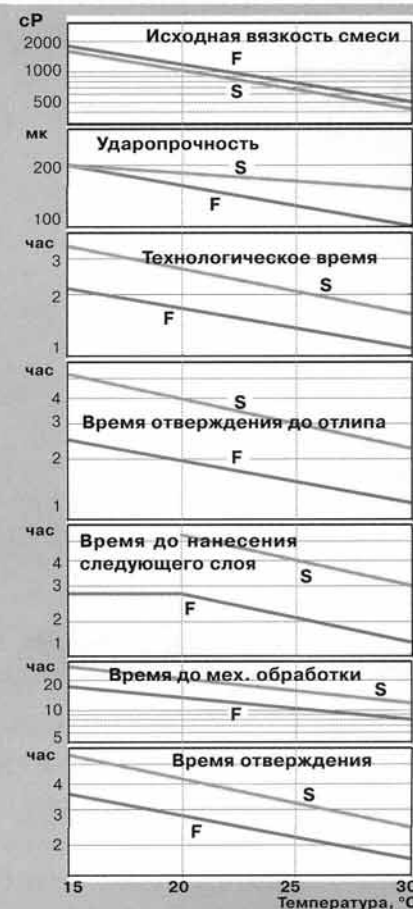 сР
Исходная вязкость смеси
2000
F
1000
S
500
мк
Ударопрочность
200
S
F
100
час
Технологическое время
3
S
2
F
1
час
4
S
3
Время отверждения до отлипа
F
2
1
час
Время до нанесения
следующего слоя
4
S
3
F
2
1
час
Время до мех. обработки
20
S
10
F
5
час
Время отверждения
4
S
3
F
2
15 20 25 30
Температура, °C